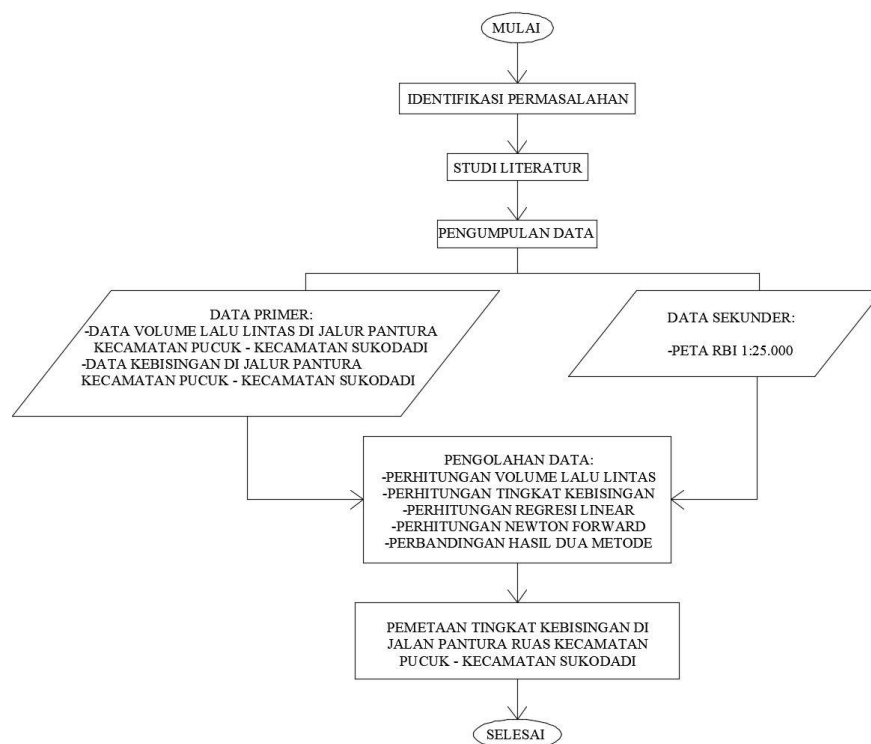 MULAI
IDENTIFIKASI PERMASALAHAN
STUDI LITERATUR
PENGUMPULAN DATA
DATA PRIMER:
-DATA VOLUME LALU LINTAS DI JALUR PANTURA
KECAMATAN PUCUK - KECAMATAN SUKODADI
-DATA KEBISINGAN DI JALUR PANTURA
KECAMATAN PUCUK - KECAMATAN SUKODADI
DATA SEKUNDER:
-PETA RBI 1:25.000
PENGOLAHAN DATA:
-PERHITUNGAN VOLUME LALU LINTAS
-PERHITUNGAN TINGKAT KEBISINGAN
-PERHITUNGAN REGRESI LINEAR
-PERHITUNGAN NEWTON FORWARD
-PERBANDINGAN HASIL DUA METODE
PEMETAAN TINGKAT KEBISINGAN DI
JALAN PANTURA RUAS KECAMATAN
PUCUK - KECAMATAN SUKODADI
SELESAI